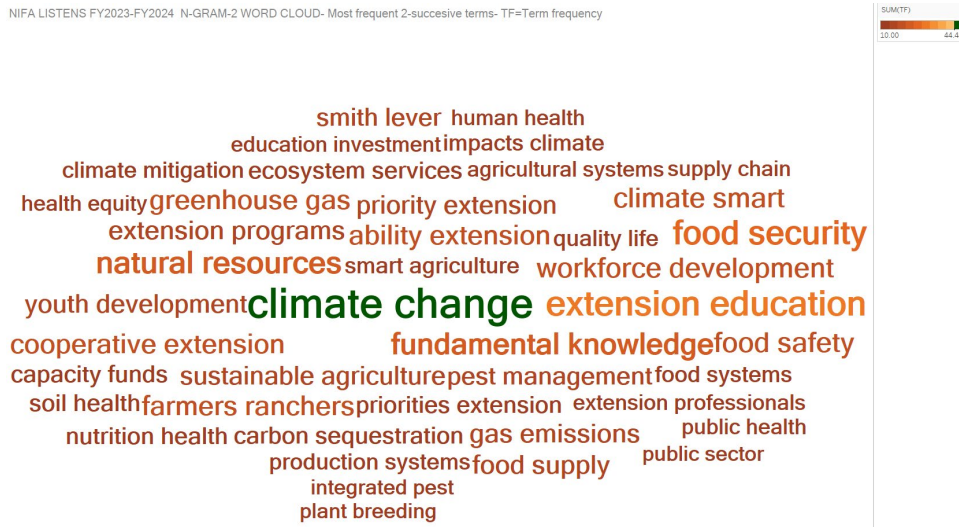 NIFA LISTENS FY2023-FY2024 N-GRAM-2 WORD CLOUD- Most frequent 2-succesive terms- TF=Term frequency
SUM(TF)
10.00 44.4
smith lever human health
education investment impacts climate
climate mitigation ecosystem services agricultural systems supply chain
health equity greenhouse gas priority extension climate smart
extension programs ability extension quality life food security
natural resources smart agriculture workforce development
youth development climate change extension education
cooperative extension fundamental knowledge food safety
capacity funds sustainable agriculture pest management food systems
soil health farmers ranchers priorities extension extension professionals
nutrition health carbon sequestration gas emissions public health
production systems food supply public sector
integrated pest
plant breeding